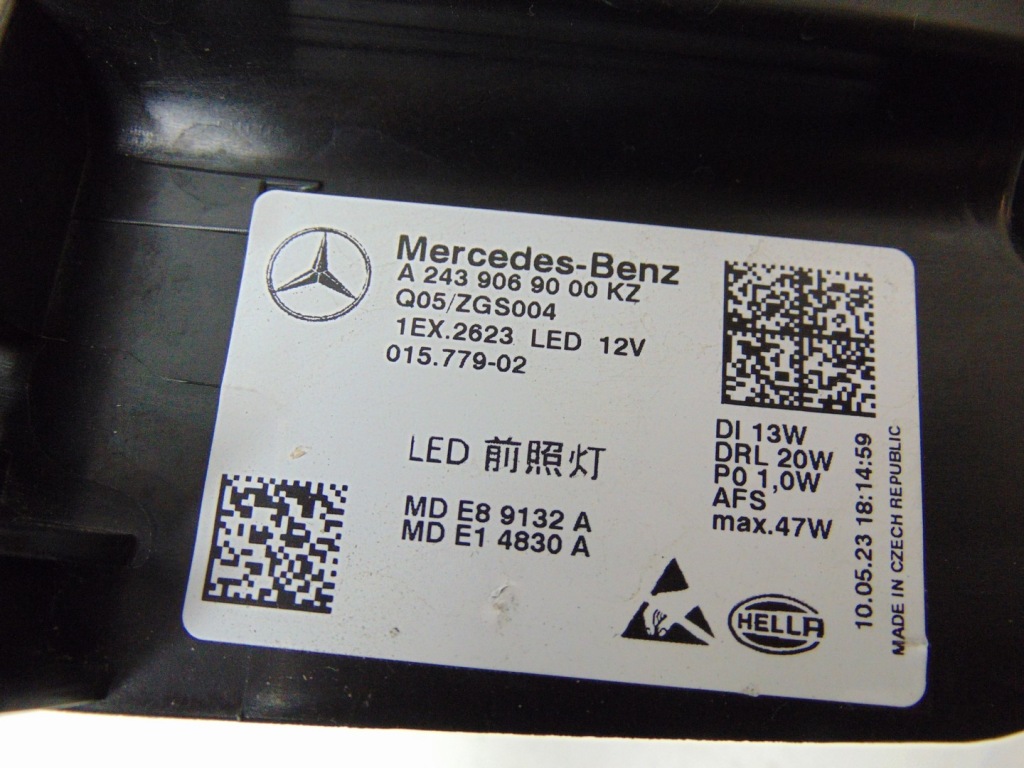 Mercedes-Benz
A 243 906 90 00 KZ
Q05/ZGS004
1EX.2623 LED 12V
015.779-02
LED 前照灯
MD E8 9132 A
MD E1 4830 A
DI 13W
DRL 20W
P0 1,0W
AFS
max.47W
HELLA
10.05.23 18:14:59
MADE IN CZECH REPUBLIC